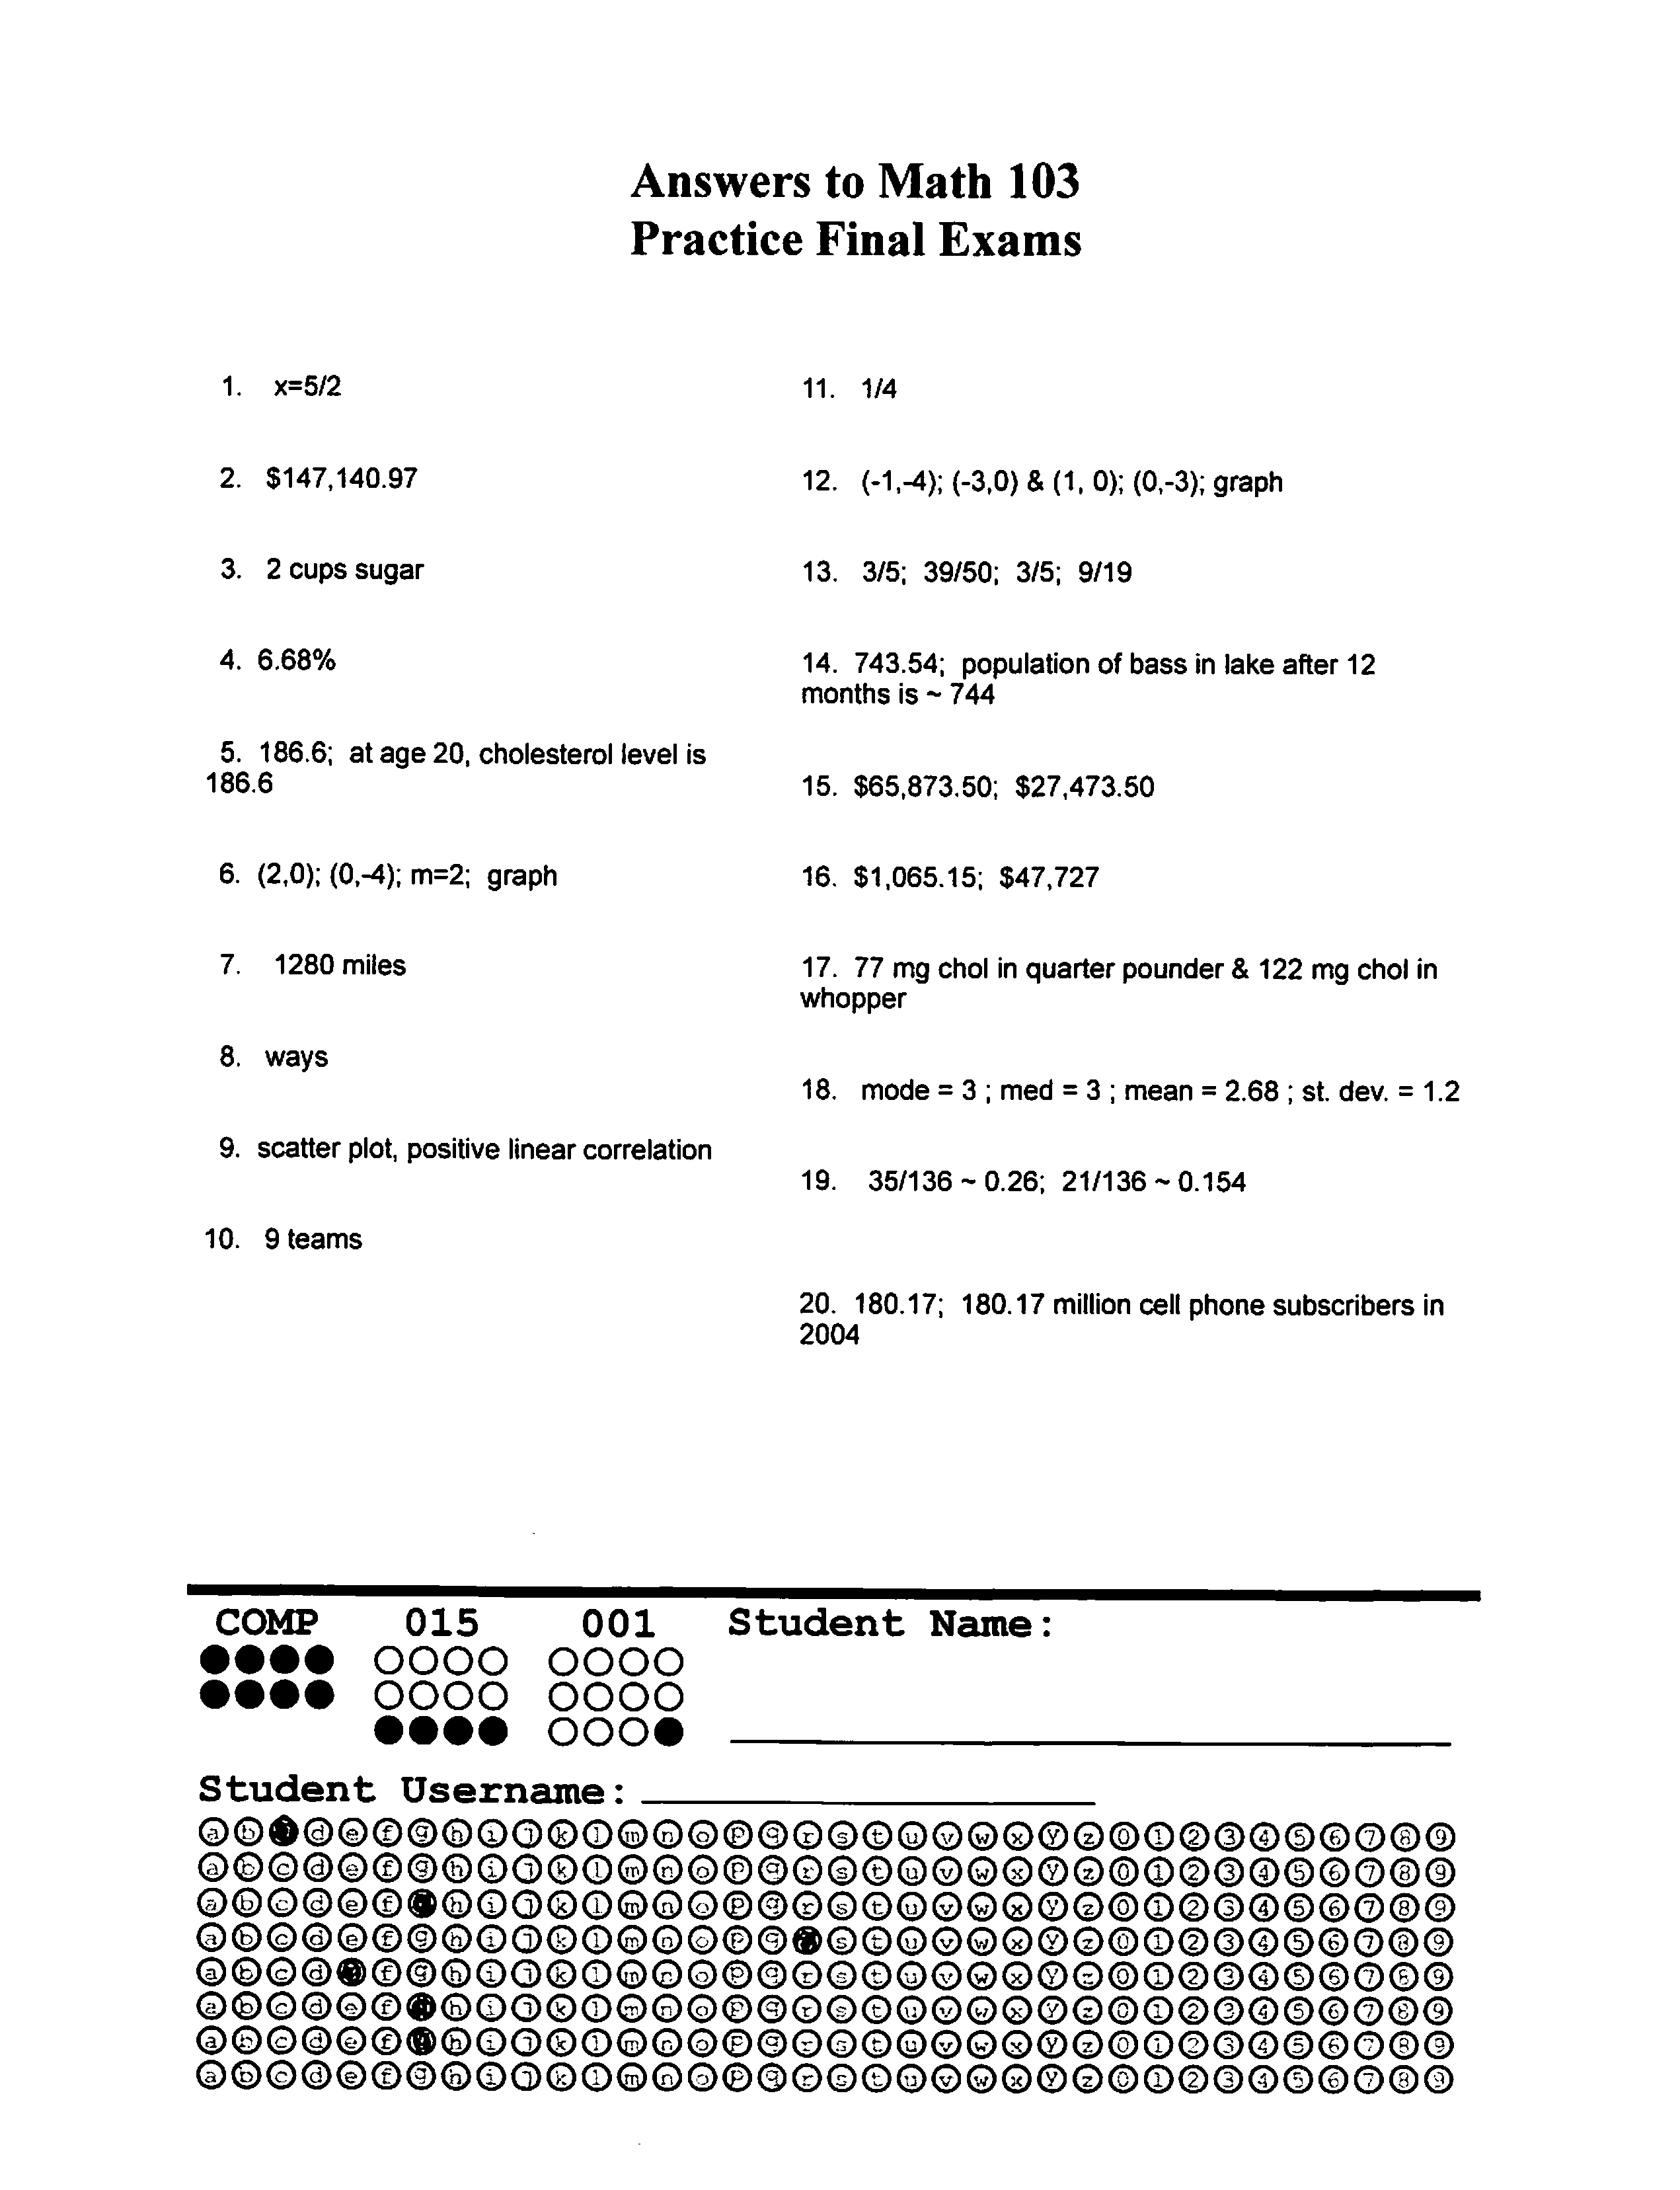 Answers to Math 103
Practice Final Exams
1. x=5/2
2. $147,140.97
3. 2 cups sugar
4. 6.68%
5. 186.6; at age 20, cholesterol level is
186.6
6. (2,0); (0,-4); m=2; graph
7. 1280 miles
8. ways
9. scatter plot, positive linear correlation
10. 9 teams
11. 1/4
12. (-1,-4); (-3,0) & (1, 0); (0,-3); graph
13. 3/5; 39/50; 3/5; 9/19
14. 743.54; population of bass in lake after 12
months is ~ 744
15. $65,873.50; $27,473.50
16. $1,065.15; $47,727
17. 77 mg chol in quarter pounder & 122 mg chol in
whopper
18. mode = 3 ; med = 3 ; mean = 2.68 ; st. dev. = 1.2
19. 35/136 ~ 0.26; 21/136 ~ 0.154
20. 180.17; 180.17 million cell phone subscribers in
2004
COMP 015 001 Student Name:
Student Username:
a b d e f g h i j k l m n o p q r s t u v w x y z 0 1 2 3 4 5 6 7 8 9
a b c d e f g h i j k l m n o p q r s t u v w x y z 0 1 2 3 4 5 6 7 8 9
a b c d e f h i j k l m n o p q r s t u v w x y z 0 1 2 3 4 5 6 7 8 9
a b c d e f g h i j k l m n o p q s t u v w x y z 0 1 2 3 4 5 6 7 8 9
a b c d f g h i j k l m n o p q r s t u v w x y z 0 1 2 3 4 5 6 7 8 9
a b c d e f h i j k l m n o p q r s t u v w x y z 0 1 2 3 4 5 6 7 8 9
a b c d e f h i j k l m n o p q r s t u v w x y z 0 1 2 3 4 5 6 7 8 9
a b c d e f g h i j k l m n o p q r s t u v w x y z 0 1 2 3 4 5 6 7 8 9